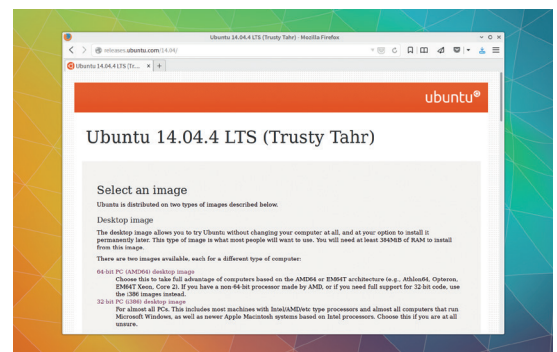 Ubuntu 14.04.4 LTS (Trusty Tahr) - Mozilla Firefox
releases.ubuntu.com/14.04/
Ubuntu 14.04.4 LTS (Tr...
ubuntu®
Ubuntu 14.04.4 LTS (Trusty Tahr)
Select an image
Ubuntu is distributed on two types of images described below.
Desktop image
The desktop image allows you to try Ubuntu without changing your computer at all, and at your option to install it
permanently later. This type of image is what most people will want to use. You will need at least 384MiB of RAM to install
from this image.
There are two images available, each for a different type of computer:
64-bit PC (AMD64) desktop image
Choose this to take full advantage of computers based on the AMD64 or EM64T architecture (e.g., Athlon64, Opteron,
EM64T Xeon, Core 2). If you have a non-64-bit processor made by AMD, or if you need full support for 32-bit code, use
the i386 images instead.
32-bit PC (i386) desktop image
For almost all PCs. This includes most machines with Intel/AMD/etc type processors and almost all computers that run
Microsoft Windows, as well as newer Apple Macintosh systems based on Intel processors. Choose this if you are at all
unsure.